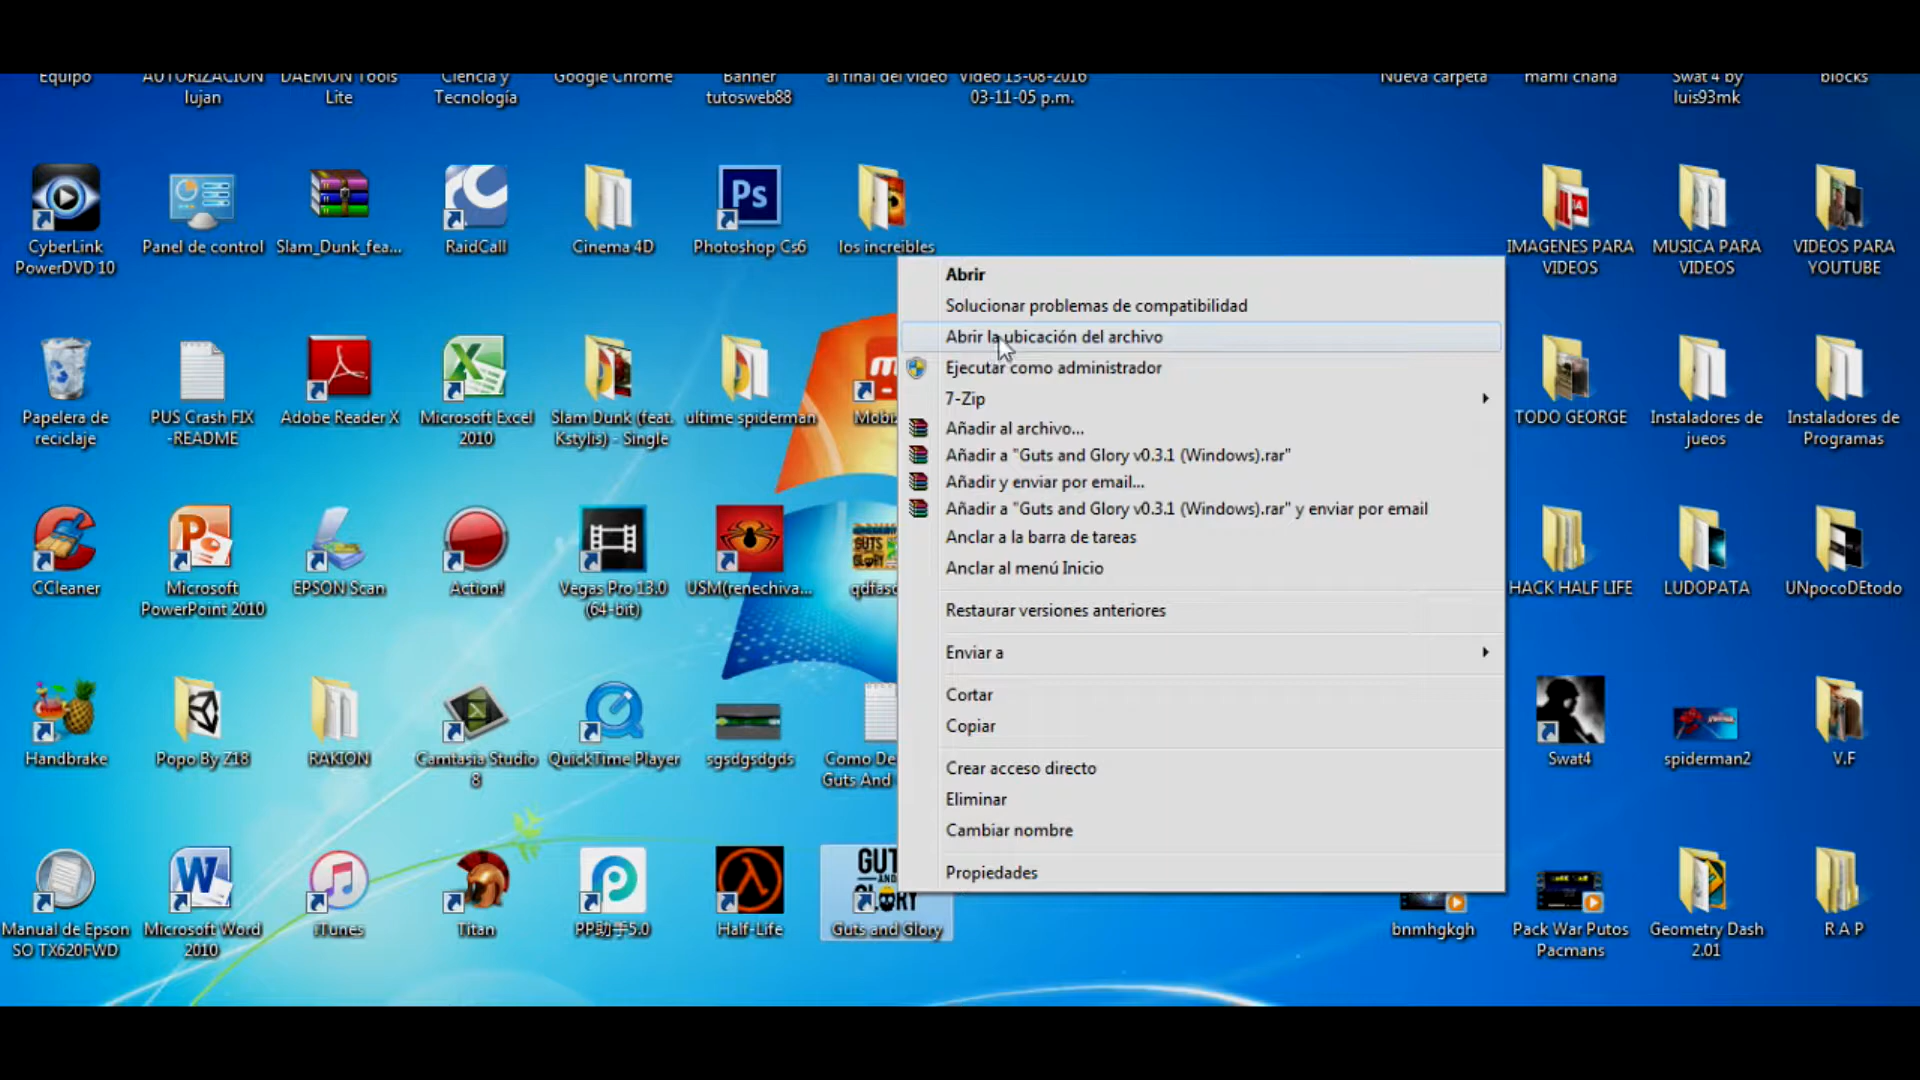 Equipo
AUTORIZACION
lujan
DAEMON Tools
Lite
Ciencia y
Tecnología
Google Chrome
Banner
tutosweb88
al final del video
Video 13-08-2016
03-11-05 p.m.
Nueva carpeta
mami chana
Swat 4 by
luis93mk
blocks
CyberLink
PowerDVD 10
Panel de control
Slam_Dunk_fea...
RaidCall
Cinema 4D
Ps
Photoshop Cs6
los increibles
IMAGENES PARA
VIDEOS
MUSICA PARA
VIDEOS
VIDEOS PARA
YOUTUBE
Abrir
Solucionar problemas de compatibilidad
Abrir la ubicación del archivo
Ejecutar como administrador
7-Zip
Añadir al archivo...
Añadir a "Guts and Glory v0.3.1 (Windows).rar"
Añadir y enviar por email...
Añadir a "Guts and Glory v0.3.1 (Windows).rar" y enviar por email
Anclar a la barra de tareas
Anclar al menú Inicio
Restaurar versiones anteriores
Enviar a
Cortar
Copiar
Crear acceso directo
Eliminar
Cambiar nombre
Propiedades
Papelera de
reciclaje
PUS Crash FIX
-README
Adobe Reader X
Microsoft Excel
2010
Slam Dunk (feat.
Kstylis) - Single
ultime spiderman
Mobiz
TODO GEORGE
Instaladores de
jueos
Instaladores de
Programas
CCleaner
Microsoft
PowerPoint 2010
EPSON Scan
Action!
Vegas Pro 13.0
(64-bit)
USM(renechiva...
GUTS
GLORY
qdfasc
HACK HALF LIFE
LUDOPATA
UNpocoDEtodo
Handbrake
Popo By Z18
RAKION
Camtasia Studio
8
QuickTime Player
sgsdgsdgds
Como De
Guts And
Swat4
spiderman2
V.F
Manual de Epson
SO TX620FWD
Microsoft Word
2010
iTunes
Titan
PP助手5.0
Half-Life
GUT
AND
GLORY
Guts and Glory
bnmhgkgh
Pack War Putos
Pacmans
Geometry Dash
2.01
R A P